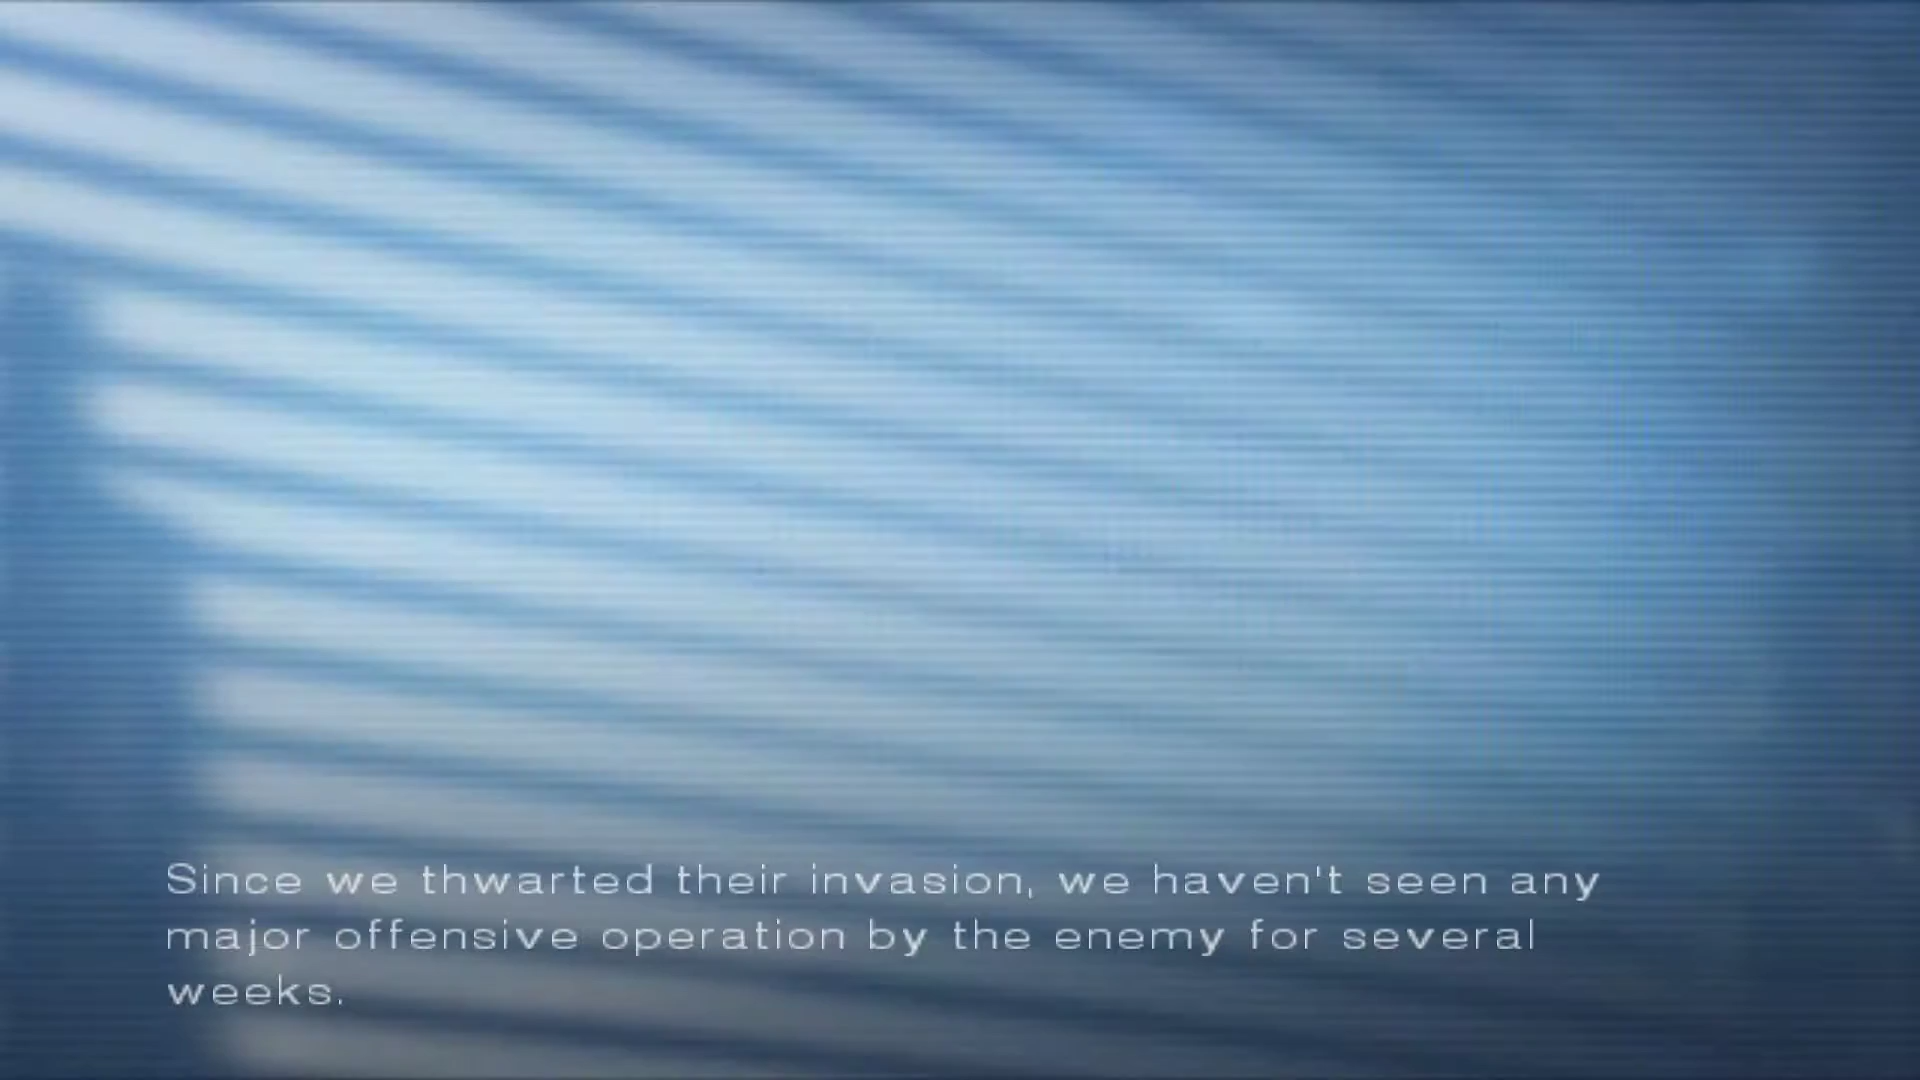 Since we thwarted their invasion, we haven't seen any
major offensive operation by the enemy for several
weeks.